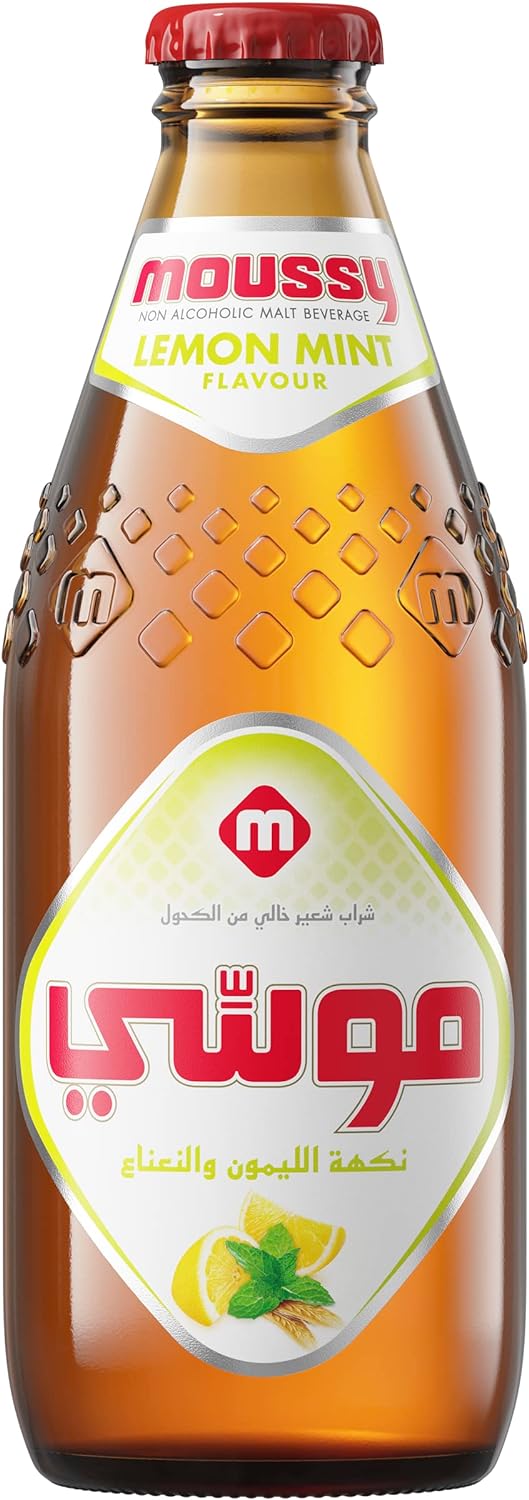 moussy
NON ALCOHOLIC MALT BEVERAGE
LEMON MINT
FLAVOUR
m
m
m
شراب شعير خالي من الكحول
موسّي
نكهة الليمون والنعناع